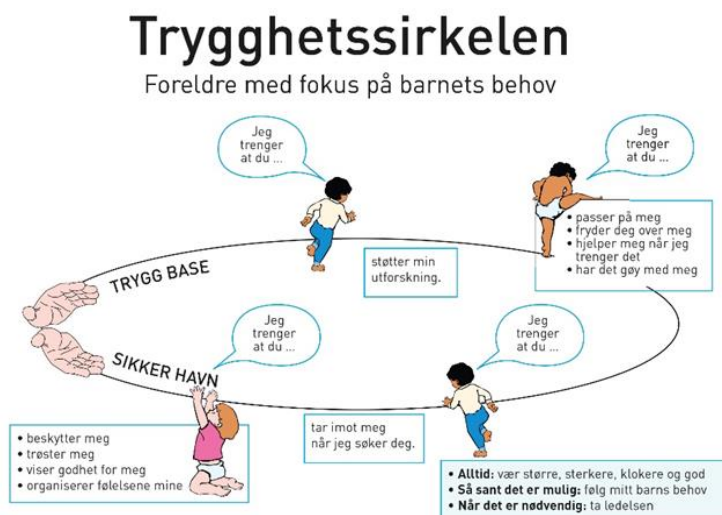 Trygghetssirkelen
Foreldre med fokus på barnets behov
Jeg
trenger
at du ...
Jeg
trenger
at du ...
• passer på meg
• fryder deg over meg
• hjelper meg når jeg
trenger det
• har det gøy med meg
støtter min
utforskning.
TRYGG BASE
SIKKER HAVN
Jeg
trenger
at du ...
Jeg
trenger
at du ...
• beskytter meg
• trøster meg
• viser godhet for meg
• organiserer følelsene mine
tar imot meg
når jeg søker deg.
• Alltid: vær større, sterkere, klokere og god
• Så sant det er mulig: følg mitt barns behov
• Når det er nødvendig: ta ledelsen